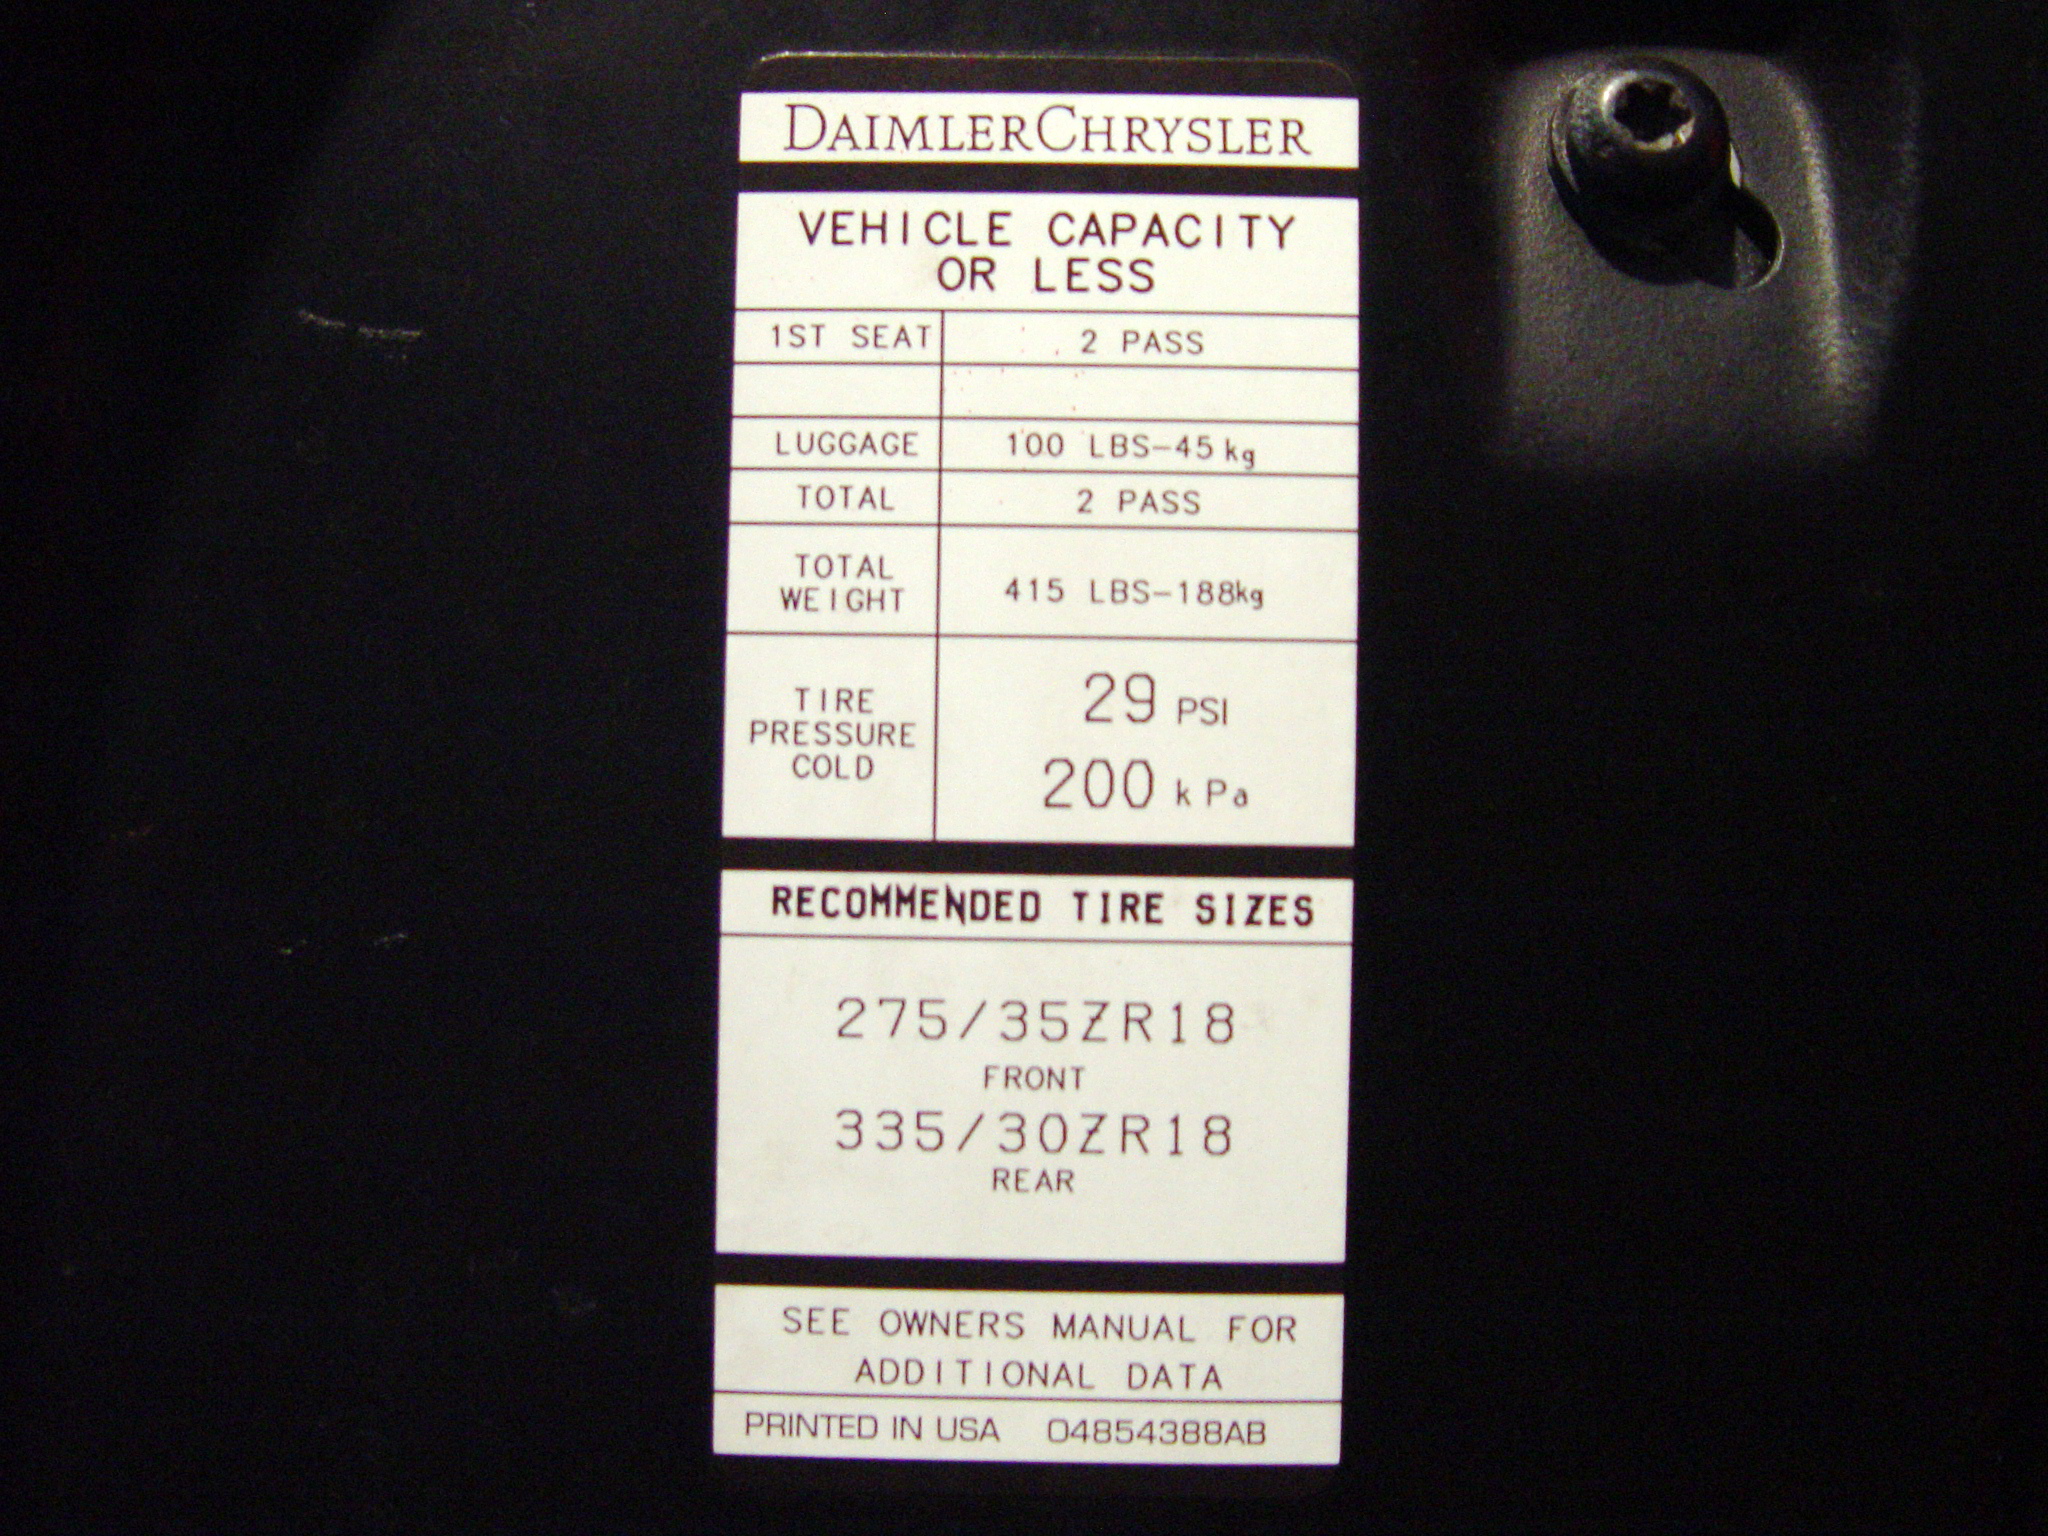 DAIMLERCHRYSLER
VEHICLE CAPACITY
OR LESS
1ST SEAT 2 PASS
LUGGAGE 100 LBS-45 kg
TOTAL 2 PASS
TOTAL
WEIGHT 415 LBS-188kg
TIRE
PRESSURE
COLD
29 PSI
200 kPa
RECOMMENDED TIRE SIZES
275/35ZR18
FRONT
335/30ZR18
REAR
SEE OWNERS MANUAL FOR
ADDITIONAL DATA
PRINTED IN USA 04854388AB